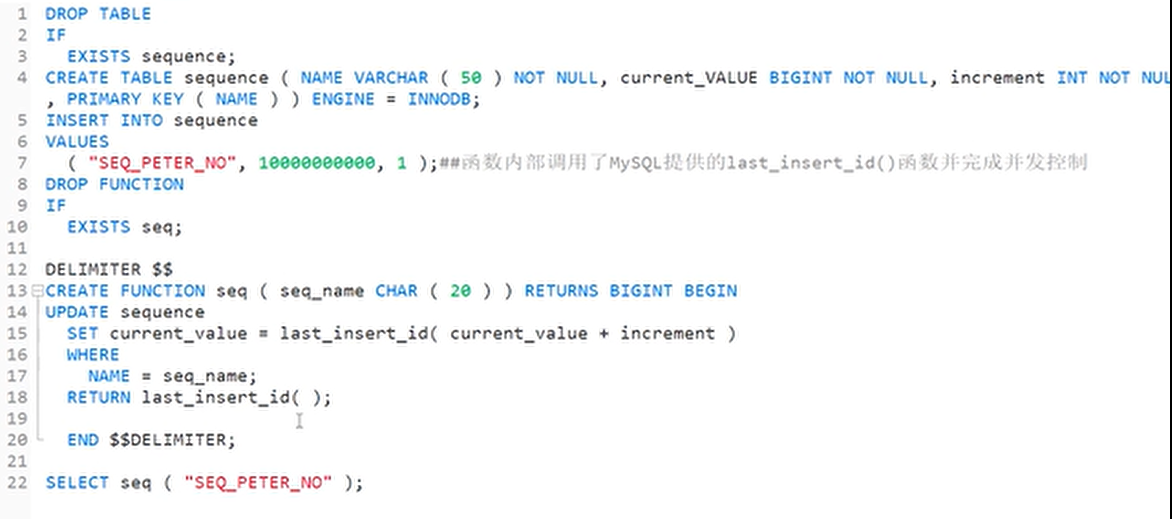 1 DROP TABLE
2 IF
3 EXISTS sequence;
4 CREATE TABLE sequence ( NAME VARCHAR ( 50 ) NOT NULL, current_VALUE BIGINT NOT NULL, increment INT NOT NUL
, PRIMARY KEY ( NAME ) ) ENGINE = INNODB;
5 INSERT INTO sequence
6 VALUES
7 ( "SEQ_PETER_NO", 10000000000, 1 );##函数内部调用了MySQL提供的last_insert_id()函数并完成并发控制
8 DROP FUNCTION
9 IF
10 EXISTS seq;
11
12 DELIMITER $$
13 CREATE FUNCTION seq ( seq_name CHAR ( 20 ) ) RETURNS BIGINT BEGIN
14 UPDATE sequence
15 SET current_value = last_insert_id( current_value + increment )
16 WHERE
17 NAME = seq_name;
18 RETURN last_insert_id( );
19
20 END $$DELIMITER;
21
22 SELECT seq ( "SEQ_PETER_NO" );